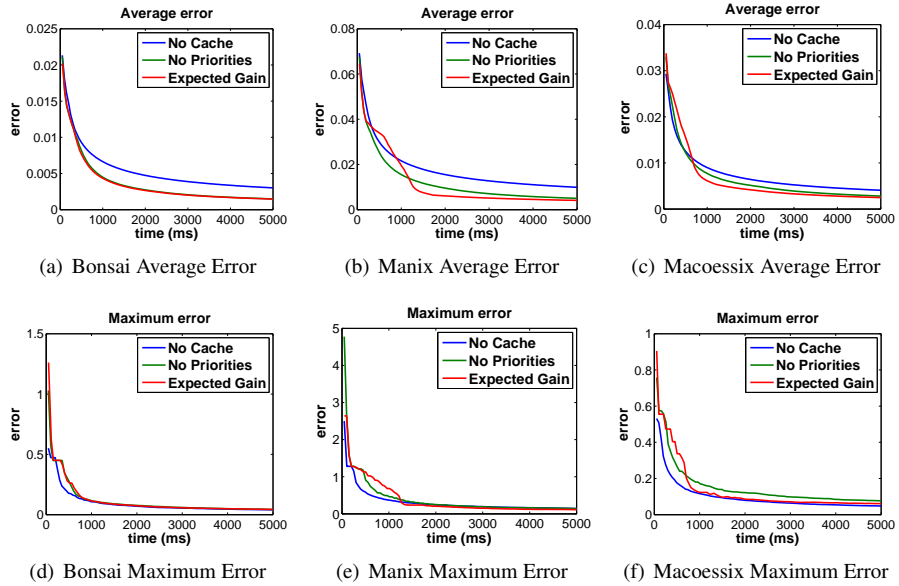 Average error
error
0.025
0.02
0.015
0.01
0.005
0
No Cache
No Priorities
Expected Gain
0 1000 2000 3000 4000 5000
time (ms)
(a) Bonsai Average Error
Average error
error
0.08
0.06
0.04
0.02
0
No Cache
No Priorities
Expected Gain
0 1000 2000 3000 4000 5000
time (ms)
(b) Manix Average Error
Average error
error
0.04
0.03
0.02
0.01
0
No Cache
No Priorities
Expected Gain
0 1000 2000 3000 4000 5000
time (ms)
(c) Macoessix Average Error
Maximum error
error
1.5
1
0.5
0
No Cache
No Priorities
Expected Gain
0 1000 2000 3000 4000 5000
time (ms)
(d) Bonsai Maximum Error
Maximum error
error
5
4
3
2
1
0
No Cache
No Priorities
Expected Gain
0 1000 2000 3000 4000 5000
time (ms)
(e) Manix Maximum Error
Maximum error
error
1
0.8
0.6
0.4
0.2
0
No Cache
No Priorities
Expected Gain
0 1000 2000 3000 4000 5000
time (ms)
(f) Macoessix Maximum Error